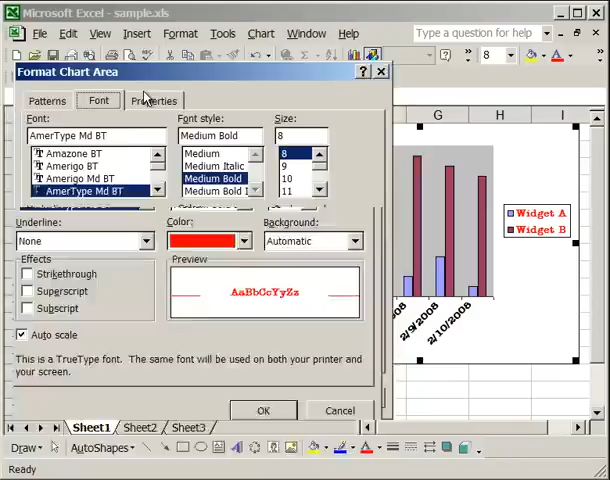 Microsoft Excel - sample.xls
File Edit View Insert Format Tools Chart Window Help Type a question for help
8 B
Format Chart Area
Patterns Font Properties
Font: Font style: Size:
AmerType Md BT Medium Bold 8
Amazone BT Medium 8
Amerigo BT Medium Italic 9
Amerigo Md BT Medium Bold 10
AmerType Md BT Medium Bold I 11
Underline: Color: Background:
None Automatic
Effects Preview
Strikethrough
Superscript
Subscript
AaBbCcYyZz
Auto scale
This is a TrueType font. The same font will be used on both your printer and
your screen.
OK Cancel
G H I
Widget A
Widget B
2/9/2008
2/10/2008
Sheet1 Sheet2 Sheet3
Draw AutoShapes
Ready